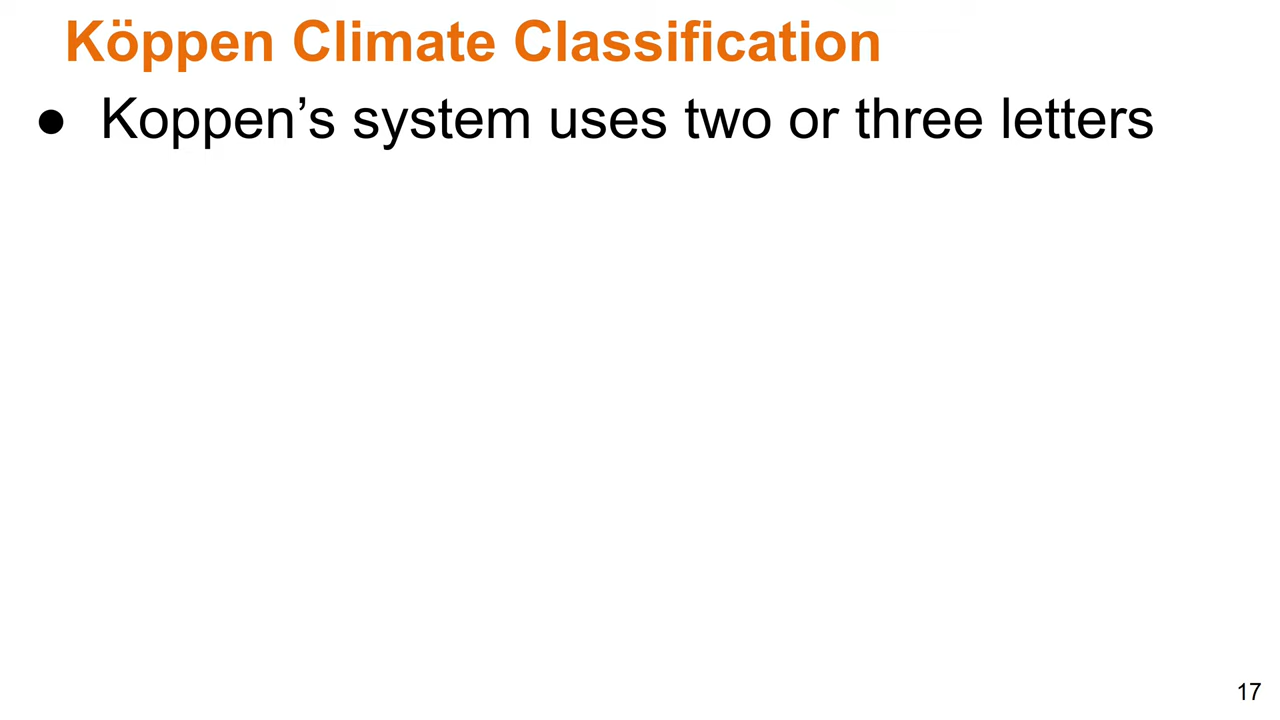 Köppen Climate Classification
● Koppen’s system uses two or three letters
17